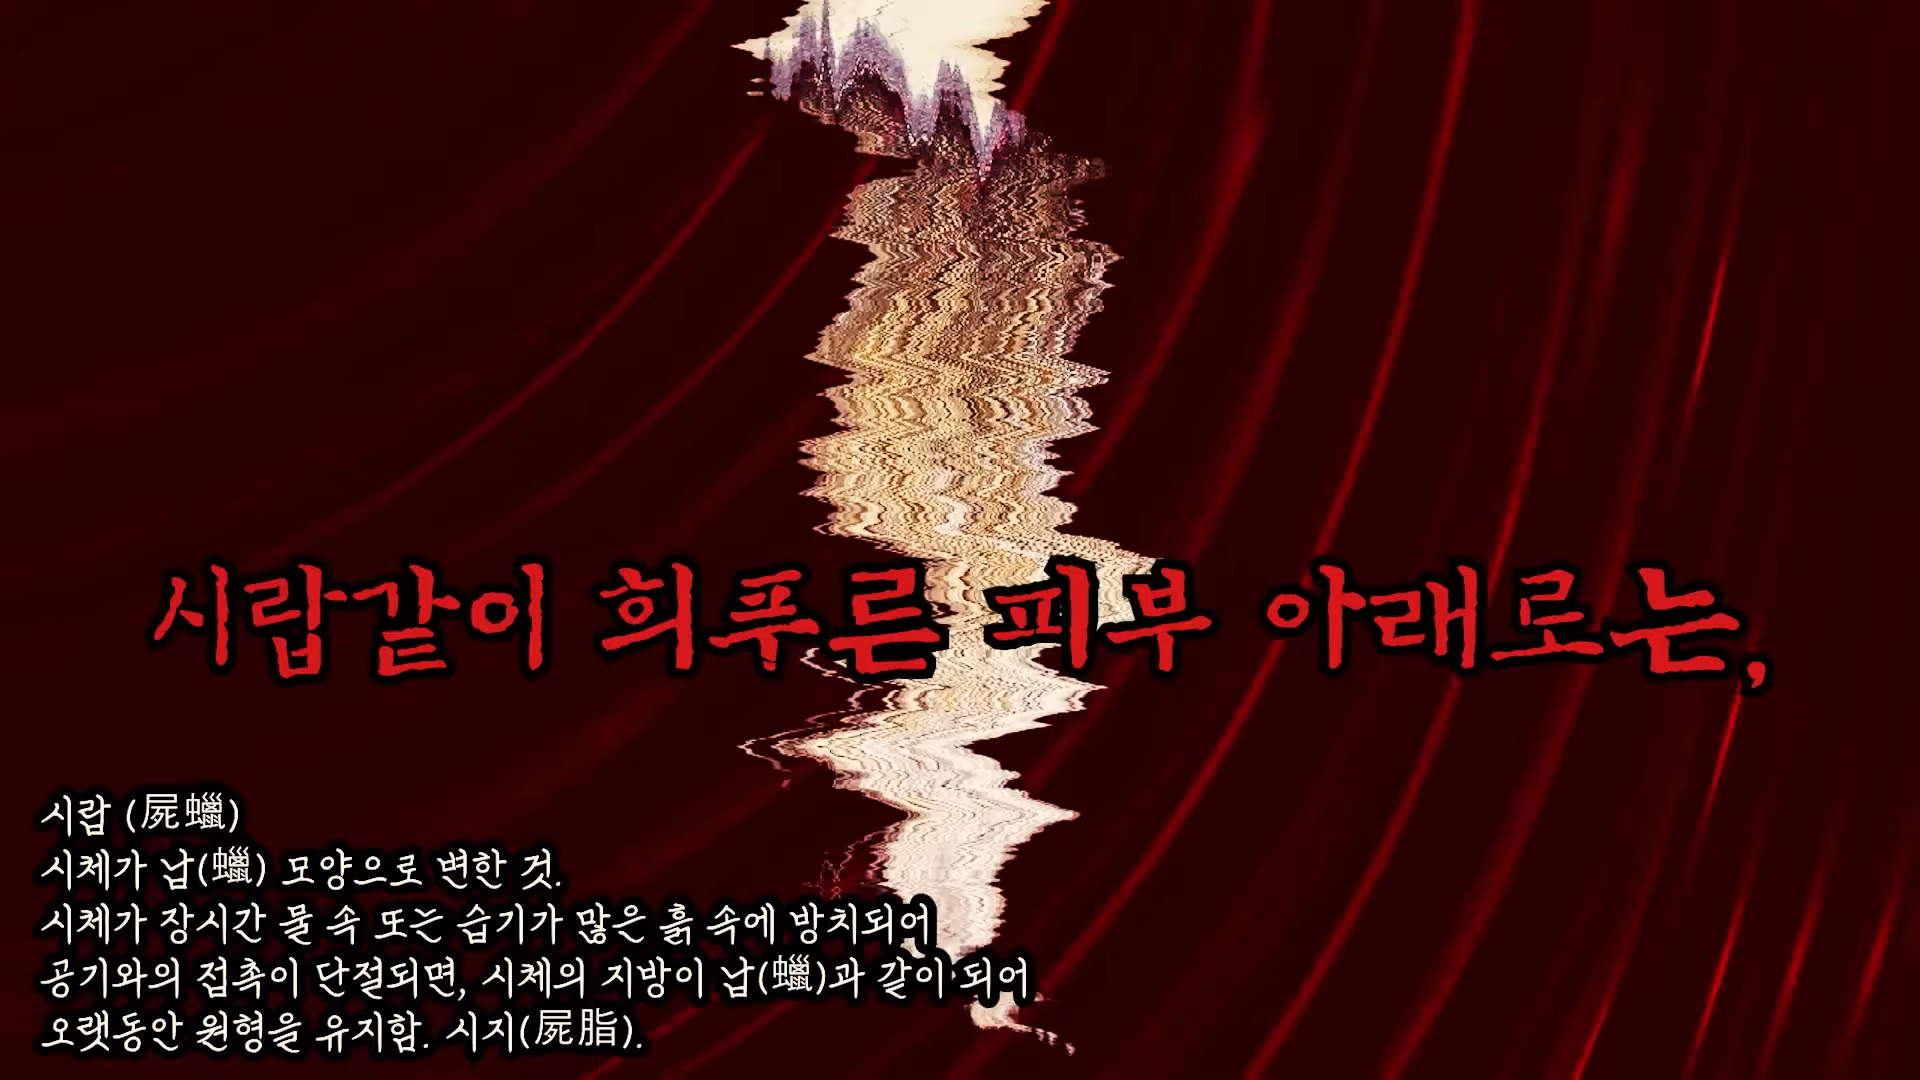 시랍같이 희푸른 피부 아래로는,
시랍 (屍蠟)
시체가 납(蠟) 모양으로 변한 것.
시체가 장시간 물 속 또는 습기가 많은 흙 속에 방치되어
공기와의 접촉이 단절되면, 시체의 지방이 납(蠟)과 같이 되어
오랫동안 원형을 유지함. 시지(屍脂).